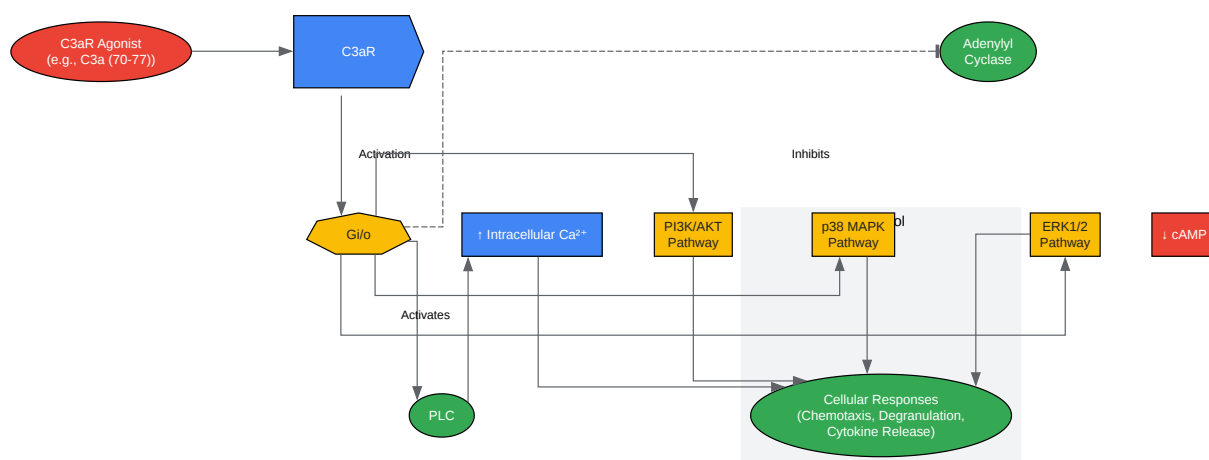 C3aR Agonist
(e.g., C3a (70-77))
C3aR
Adenylyl
Cyclase
Activation
Inhibits
Gi/o
↑ Intracellular Ca²⁺
PI3K/AKT
Pathway
p38 MAPK
Pathway
ol
ERK1/2
Pathway
↓ cAMP
Activates
PLC
Cellular Responses
(Chemotaxis, Degranulation,
Cytokine Release)